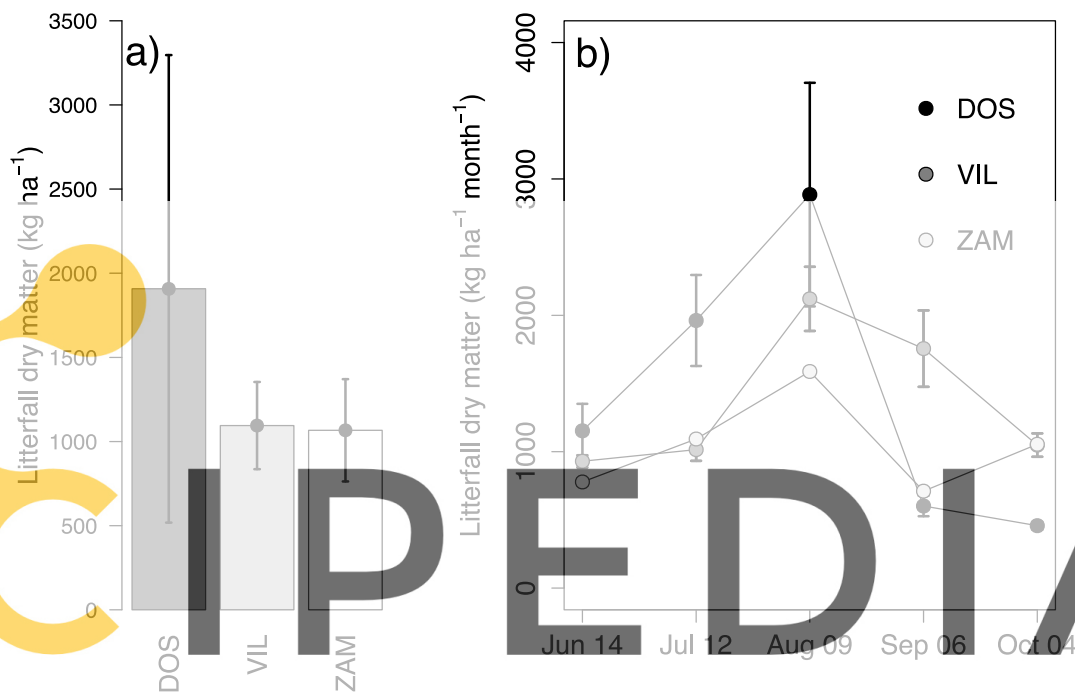 a)
Litterfall dry matter (kg ha−1)
3500
3000
2500
2000
1500
1000
500
0
DOS
VIL
ZAM
b)
Litterfall dry matter (kg ha−1 month−1)
4000
3000
2000
1000
0
DOS
VIL
ZAM
Jun 14
Jul 12
Aug 09
Sep 06
Oct 04
CIPEDIA